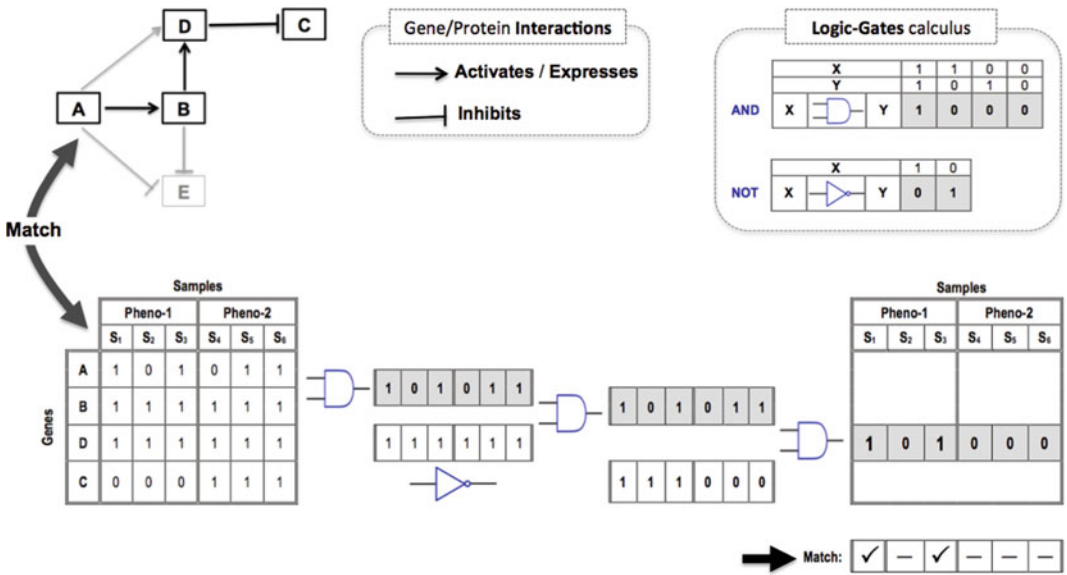 D C
A B
E
Match
Gene/Protein Interactions
Activates / Expresses
Inhibits
Logic-Gates calculus
X 1 1 0 0
Y 1 0 1 0
AND X Y 1 0 0 0
X 1 0
NOT X Y 0 1
Samples
Pheno-1 Pheno-2
S₁ S₂ S₃ S₄ S₅ S₆
Genes
A 1 0 1 0 1 1
B 1 1 1 1 1 1
D 1 1 1 1 1 1
C 0 0 0 1 1 1
1 0 1 0 1 1
1 1 1 1 1 1
1 0 1 0 1 1
1 1 1 0 0 0
Samples
Pheno-1 Pheno-2
S₁ S₂ S₃ S₄ S₅ S₆
1 0 1 0 0 0
Match: ✓ – ✓ – – –